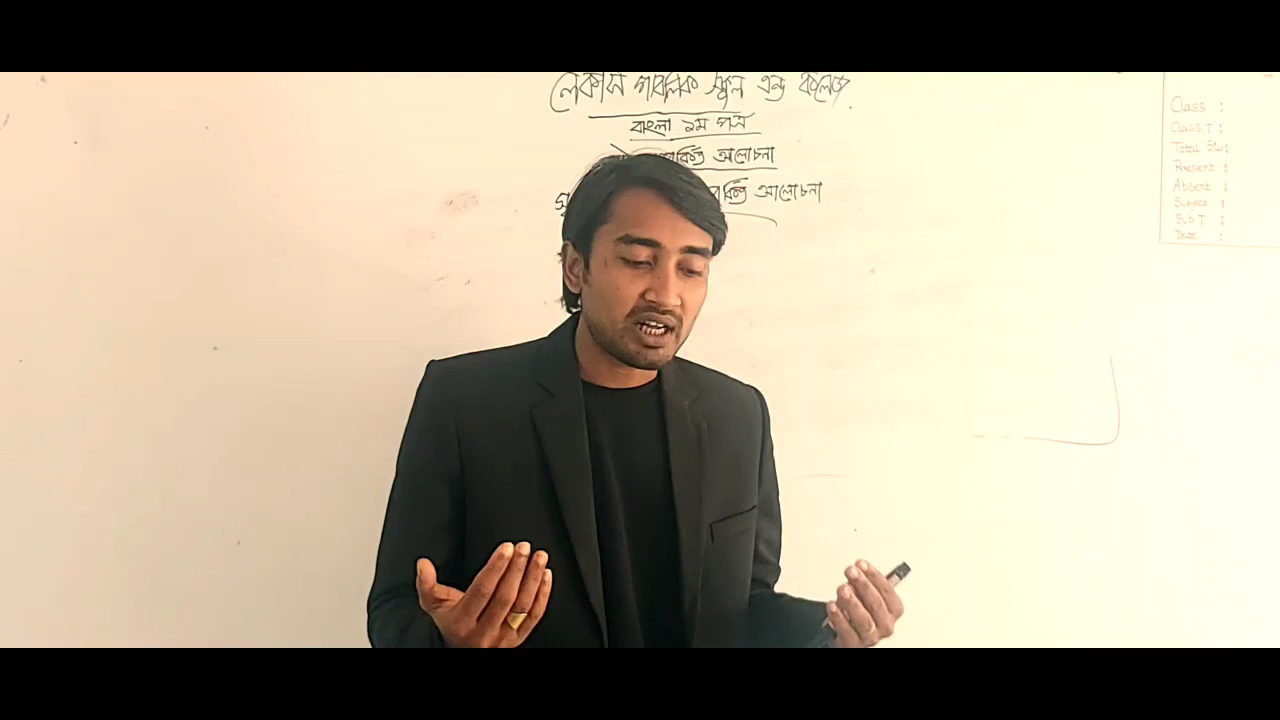 লেকাস পাবলিক স্কুল এন্ড কলেজ
বাংলা ১ম পত্র
আলোচনা
আলোচনা
Class :
Class T :
Total Stu :
Present :
Absent :
Subject :
Sub T :
Date :